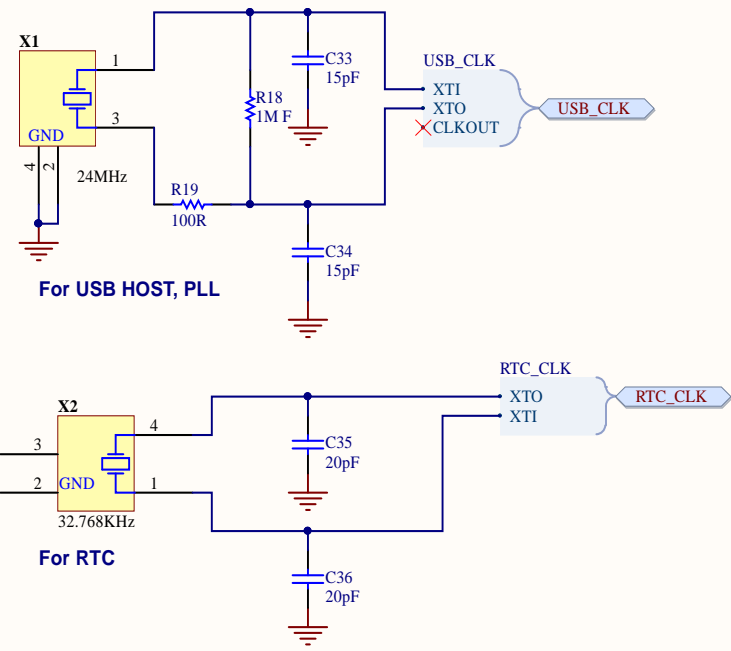 X1
1
3
GND
4
2
24MHz
R18
1M F
C33
15pF
R19
100R
C34
15pF
USB_CLK
XTI
XTO
CLKOUT
USB_CLK
For USB HOST, PLL
X2
4
3
2
GND
1
32.768KHz
C35
20pF
C36
20pF
RTC_CLK
XTO
XTI
RTC_CLK
For RTC